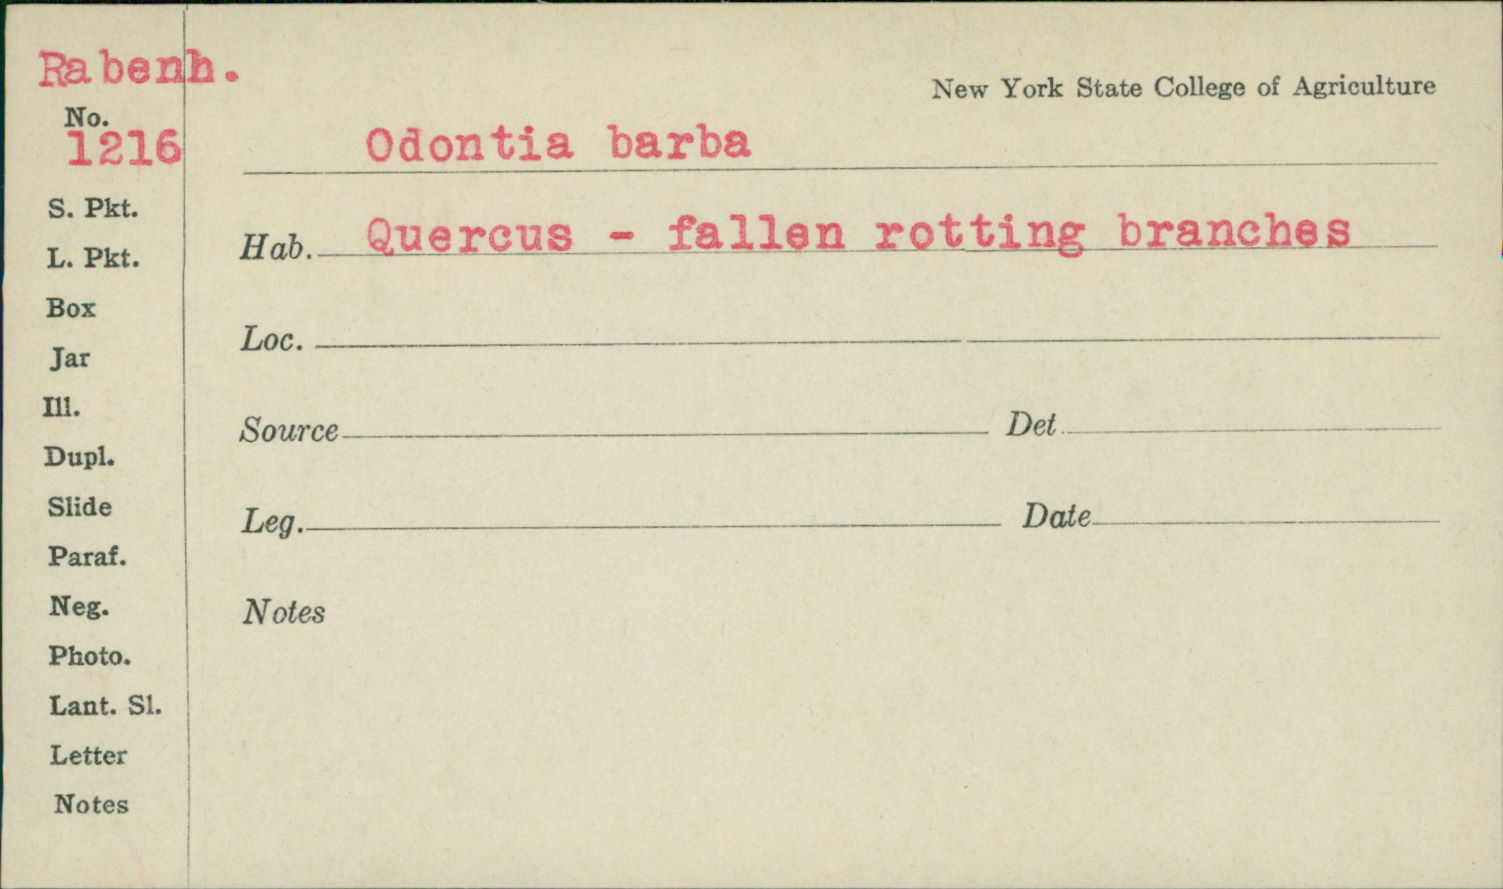 Rabenh.
New York State College of Agriculture
No.
1216
Odontia barba
S. Pkt.
Hab. Quercus - fallen rotting branches
L. Pkt.
Box
Loc.
Jar
Ill.
Source Det
Dupl.
Slide
Leg. Date
Paraf.
Neg.
Notes
Photo.
Lant. Sl.
Letter
Notes